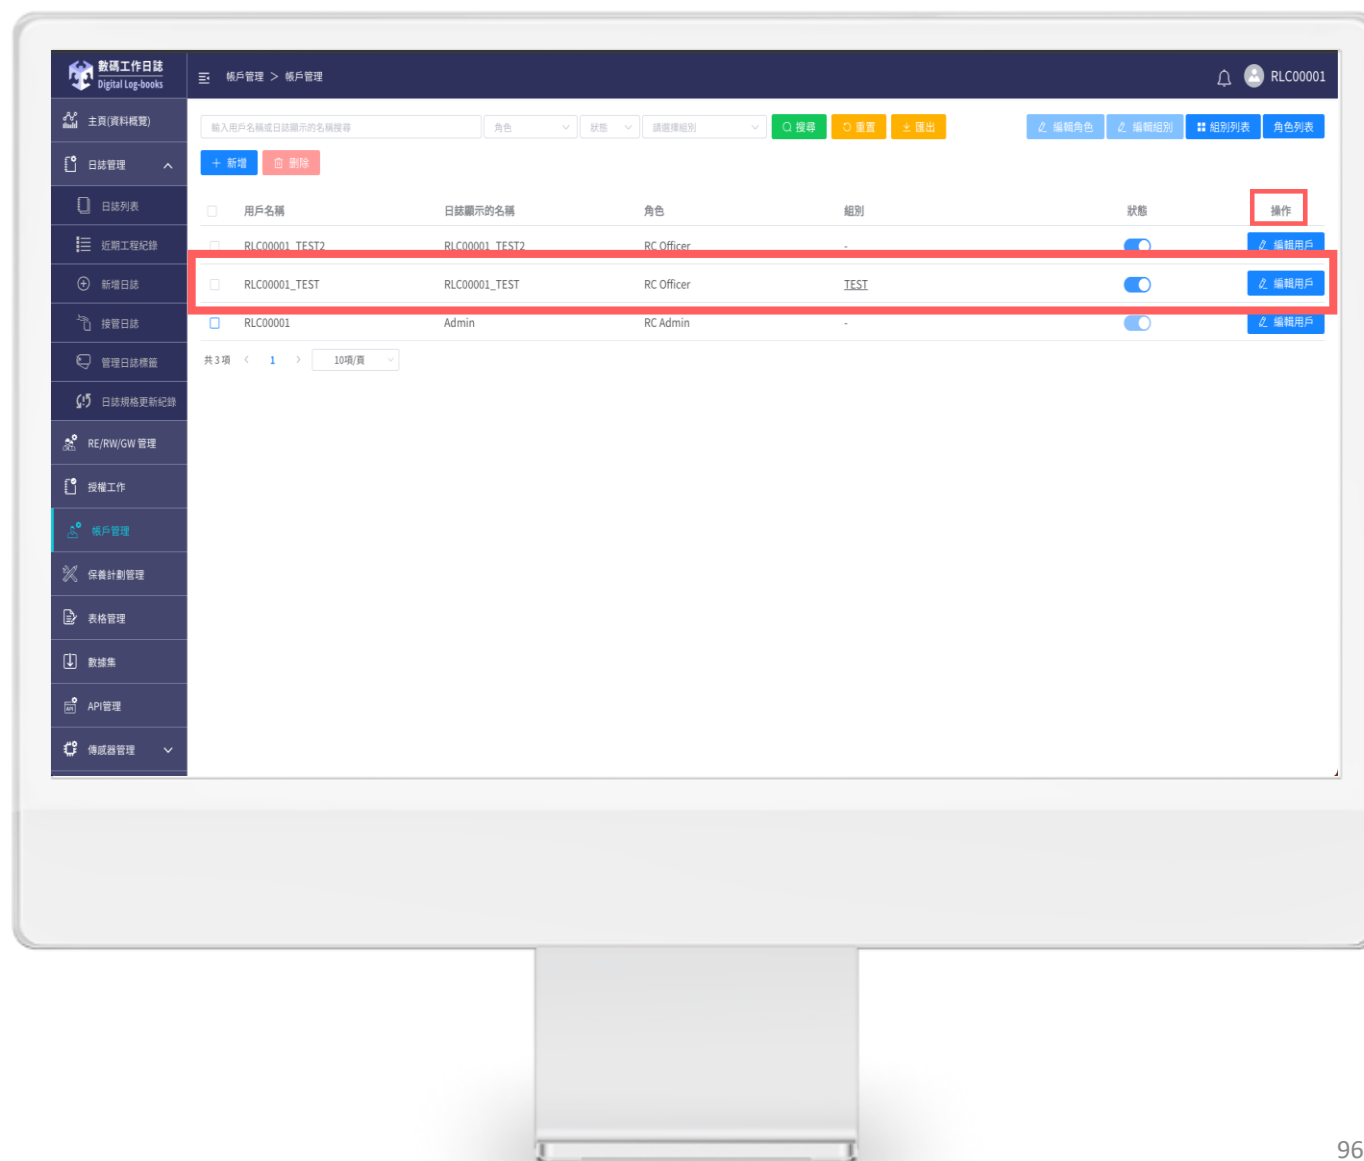 數碼工作日誌
Digital Log-books
帳戶管理 > 帳戶管理
RLC00001
主頁(資料概覽)
日誌管理
日誌列表
近期工程紀錄
新增日誌
接管日誌
管理日誌標籤
日誌規格更新紀錄
RE/RW/GW 管理
授權工作
帳戶管理
保養計劃管理
表格管理
數據集
API管理
傳感器管理
輸入用戶名稱或日誌顯示的名稱搜尋 角色 狀態 請選擇組別 搜尋 重置 匯出 編輯角色 編輯組別 組別列表 角色列表
+ 新增 刪除
用戶名稱 日誌顯示的名稱 角色 組別 狀態 操作
RLC00001_TEST2 RLC00001_TEST2 RC Officer - 編輯用戶
RLC00001_TEST RLC00001_TEST RC Officer TEST 編輯用戶
RLC00001 Admin RC Admin - 編輯用戶
共 3 項 < 1 > 10項/頁
96